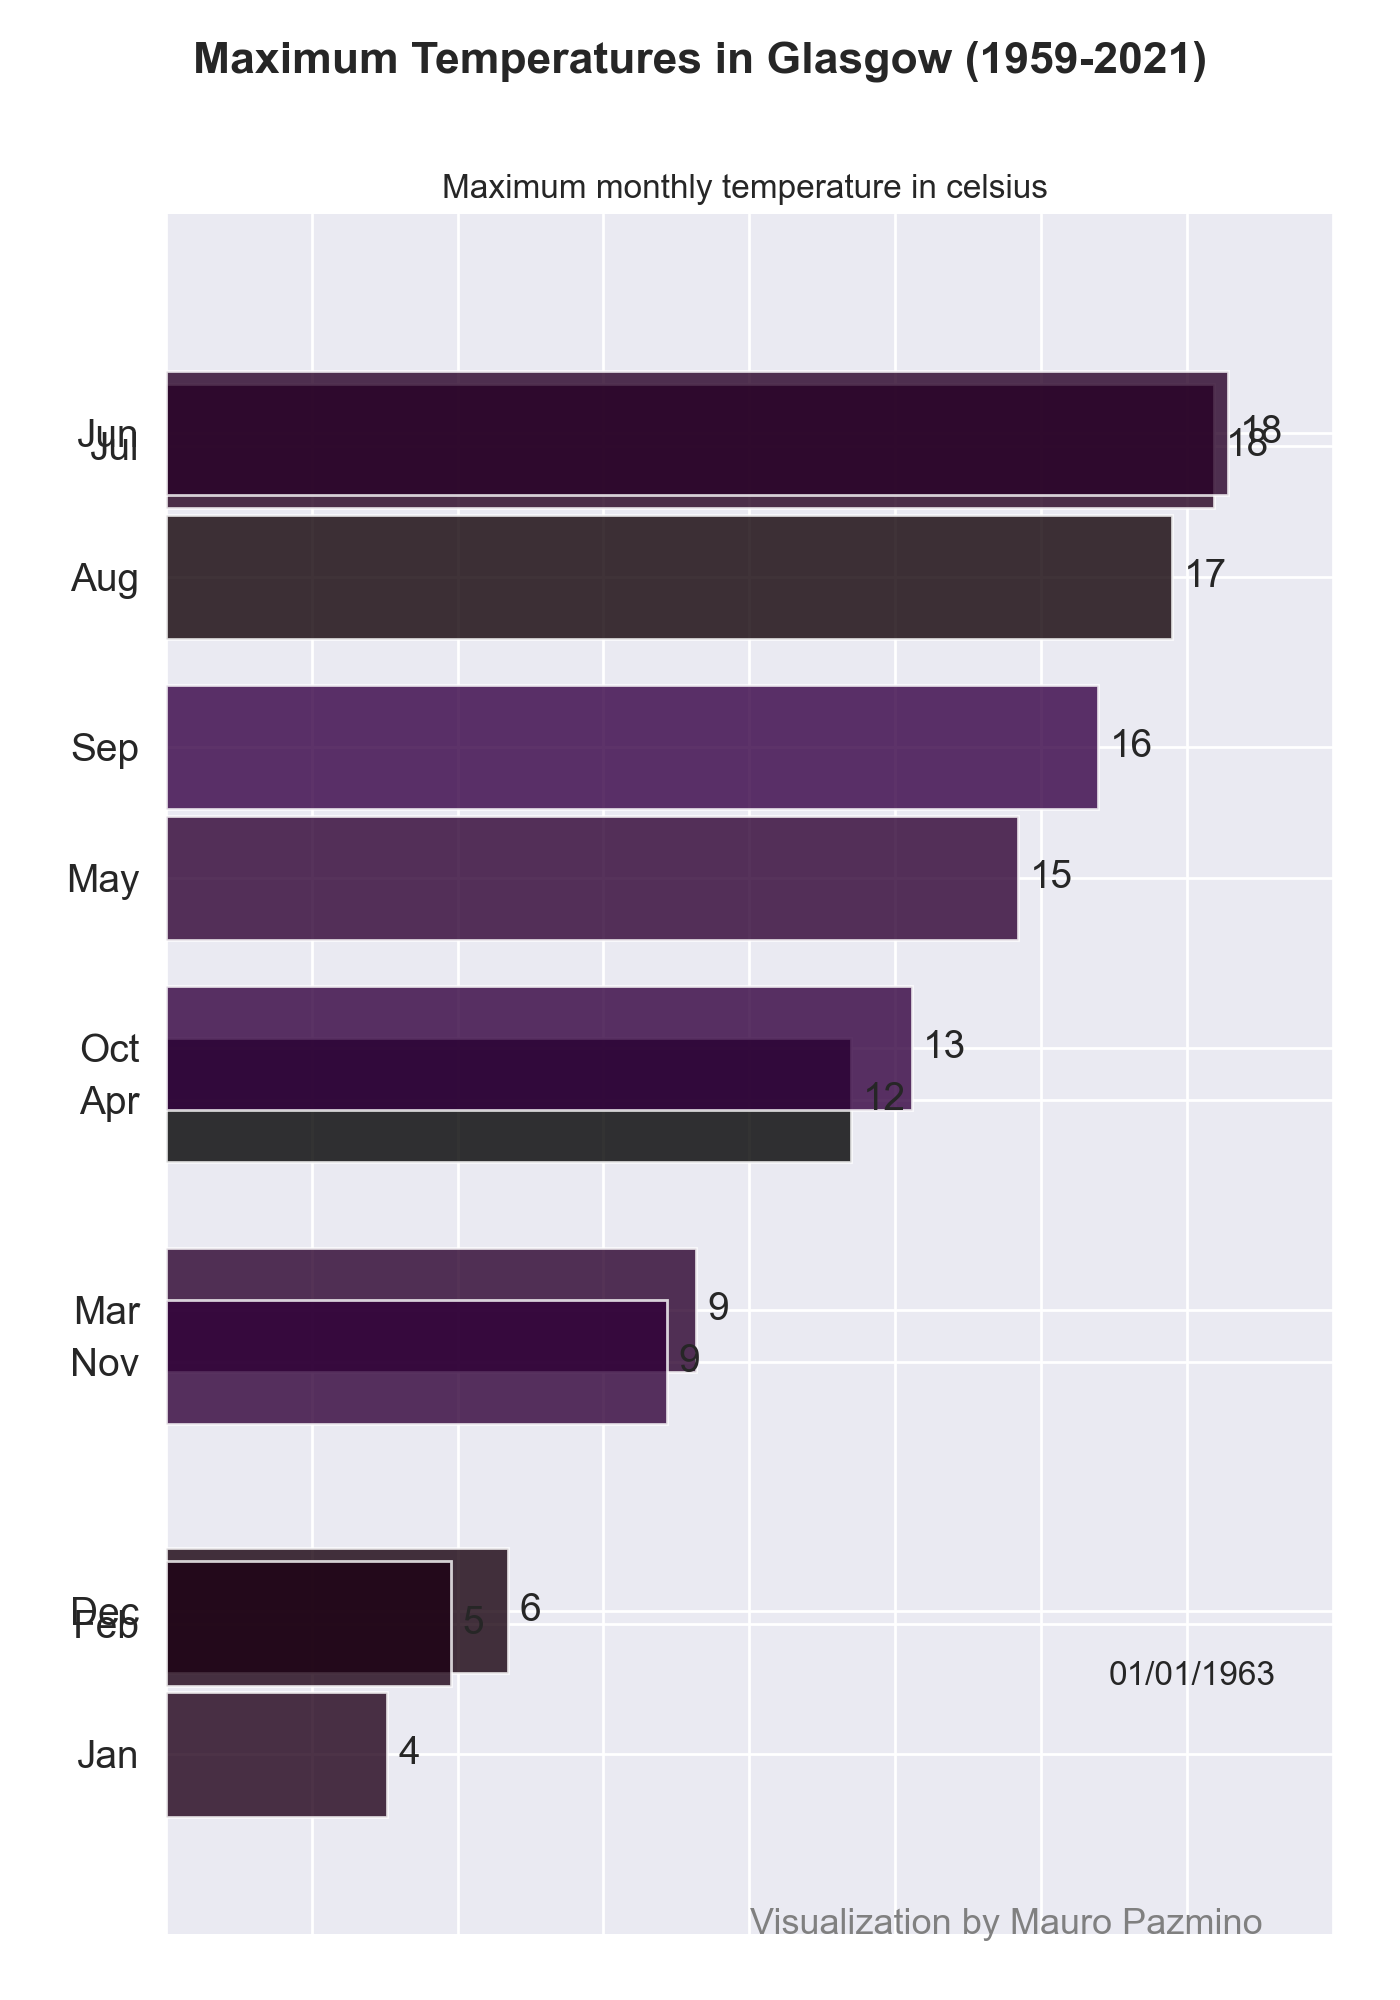 Maximum Temperatures in Glasgow (1959-2021)
Maximum monthly temperature in celsius
Jun 18
Jul 18
Aug 17
Sep 16
May 15
Oct 13
Apr 12
Mar 9
Nov 9
Dec 6
Feb 5
01/01/1963
Jan 4
Visualization by Mauro Pazmino